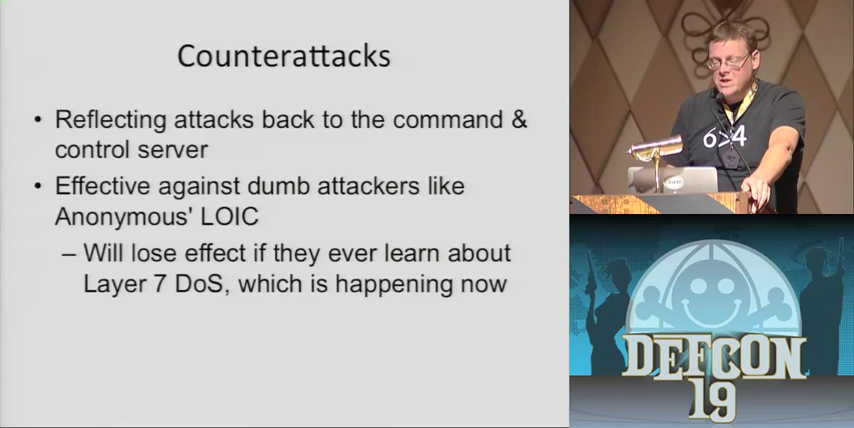 Counterattacks
• Reflecting attacks back to the command &
control server
• Effective against dumb attackers like
Anonymous' LOIC
– Will lose effect if they ever learn about
Layer 7 DoS, which is happening now
6>4
DEFCON
19